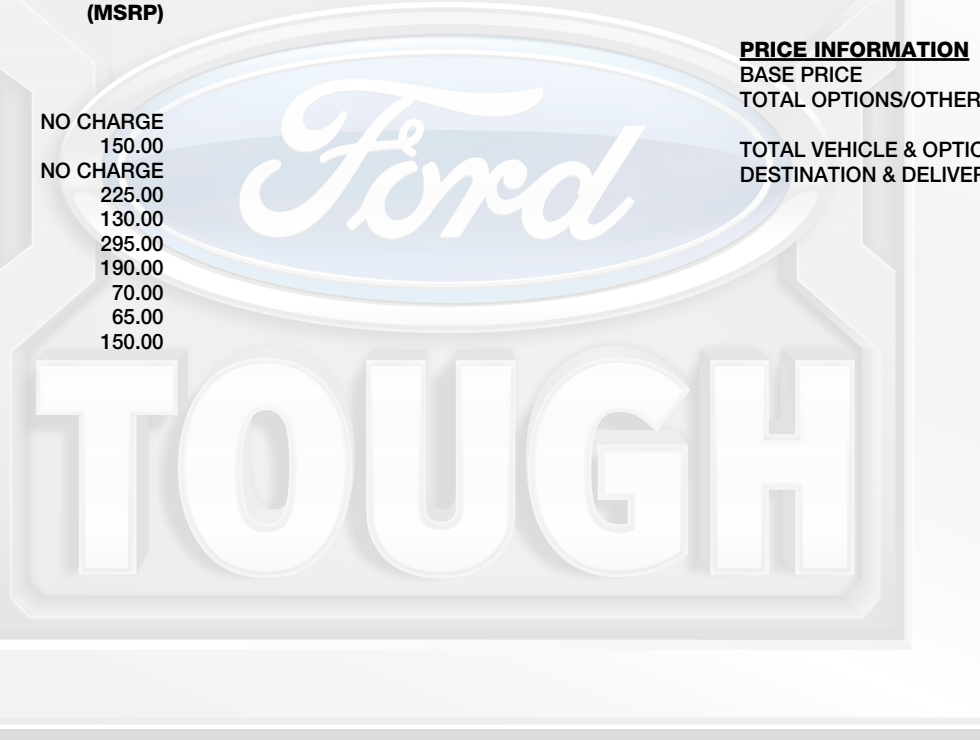 (MSRP)
NO CHARGE
150.00
NO CHARGE
225.00
130.00
295.00
190.00
70.00
65.00
150.00
PRICE INFORMATION
BASE PRICE
TOTAL OPTIONS/OTHER
TOTAL VEHICLE & OPTIO
DESTINATION & DELIVER
Ford
TOUGH